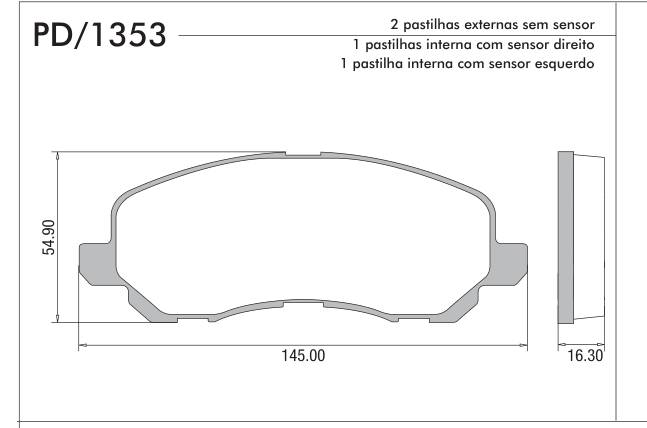 PD/1353
2 pastilhas externas sem sensor
1 pastilhas interna com sensor direito
1 pastilha interna com sensor esquerdo
54.90
145.00
16.30